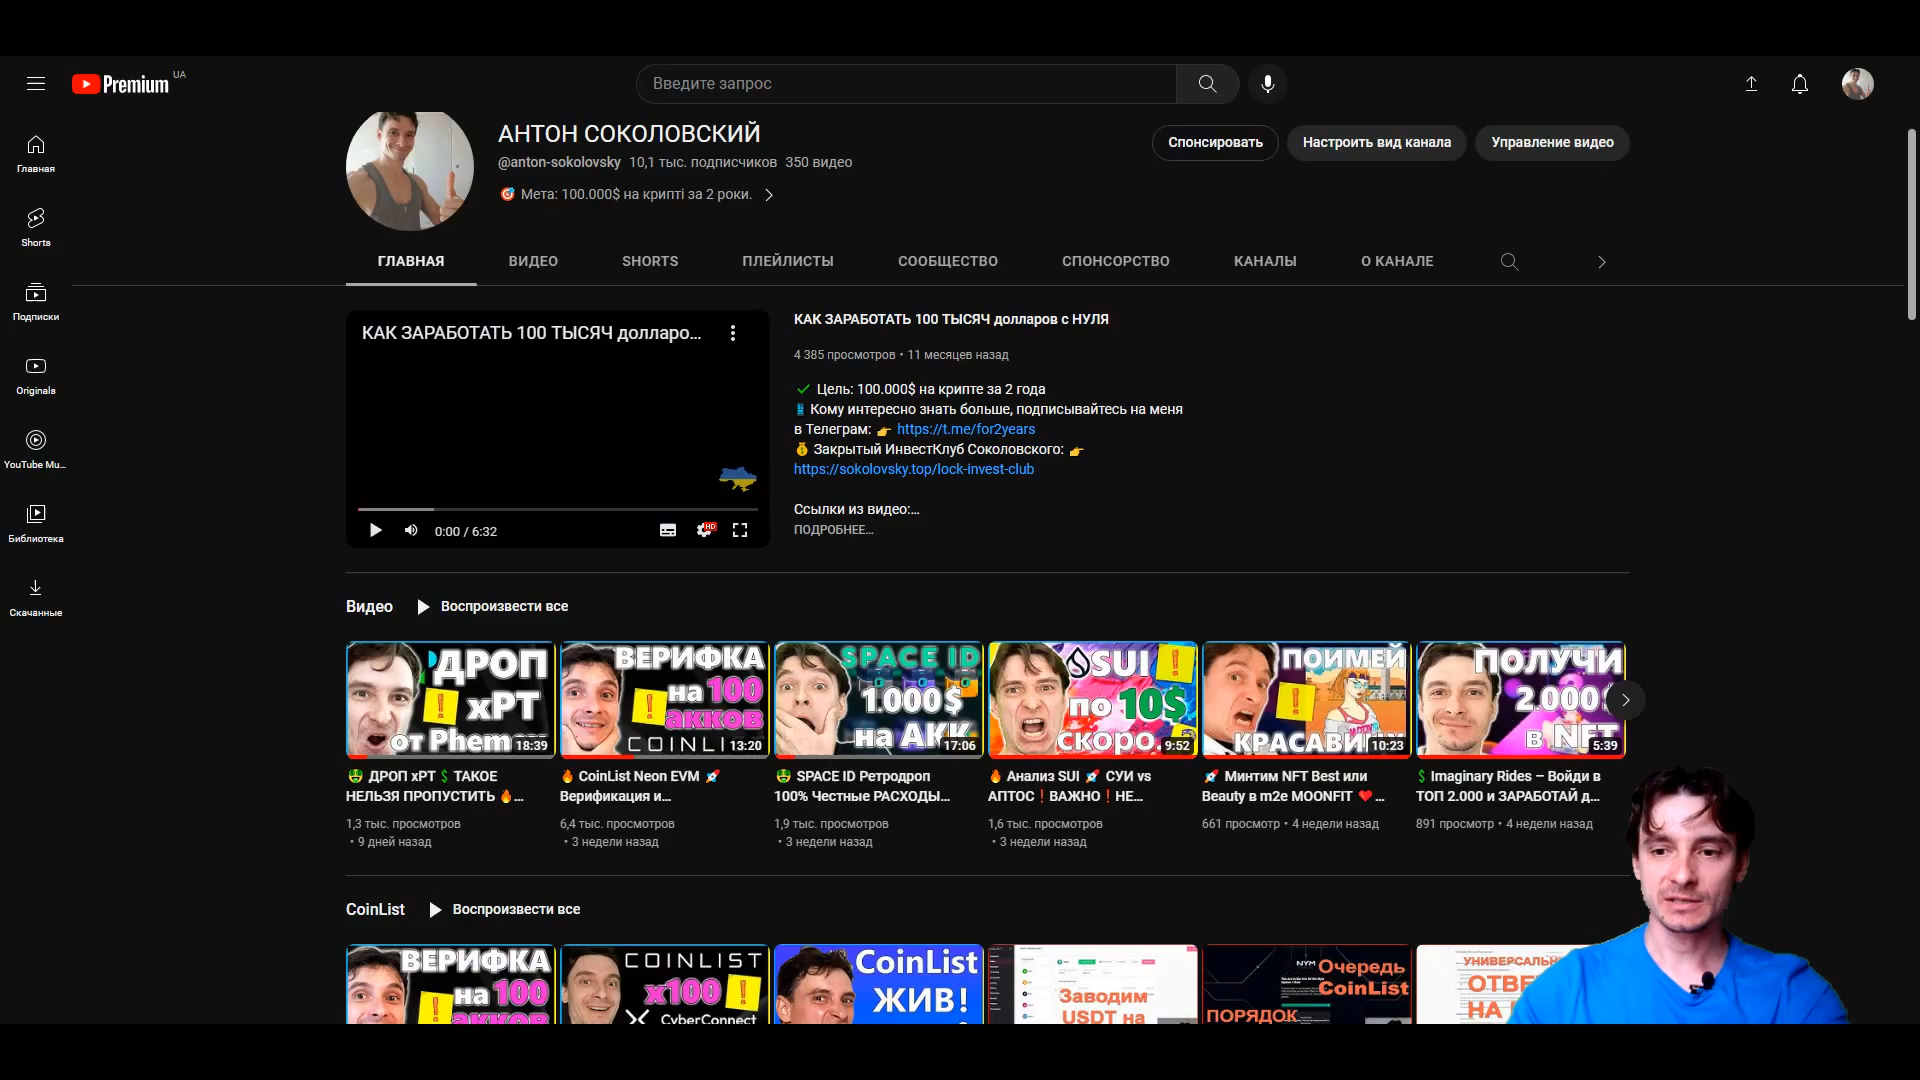 Premium UA
Введите запрос
Главная
Shorts
Подписки
Originals
YouTube Mu...
Библиотека
Скачанные
АНТОН СОКОЛОВСКИЙ
@anton-sokolovsky 10,1 тыс. подписчиков 350 видео
Мета: 100.000$ на крипті за 2 роки.
Спонсировать
Настроить вид канала
Управление видео
ГЛАВНАЯ ВИДЕО SHORTS ПЛЕЙЛИСТЫ СООБЩЕСТВО СПОНСОРСТВО КАНАЛЫ О КАНАЛЕ
КАК ЗАРАБОТАТЬ 100 ТЫСЯЧ долларо...
0:00 / 6:32
HD
КАК ЗАРАБОТАТЬ 100 ТЫСЯЧ долларов с НУЛЯ
4 385 просмотров • 11 месяцев назад
Цель: 100.000$ на крипте за 2 года
Кому интересно знать больше, подписывайтесь на меня
в Телеграм: https://t.me/for2years
Закрытый ИнвестКлуб Соколовского:
https://sokolovsky.top/lock-invest-club
Ссылки из видео:...
ПОДРОБНЕЕ...
Видео
Воспроизвести все
ДРОП
xPT
от Phemex
18:39
ВЕРИФКА
на 100
акков
COINLIST
13:20
SPACE ID
1.000$
на АКК
17:06
SUI
по 10$
скоро.
9:52
ПОИМЕЙ
КРАСАВИЦУ
10:23
ПОЛУЧИ
2.000
в NFT
5:39
ДРОП xPT $ ТАКОЕ
НЕЛЬЗЯ ПРОПУСТИТЬ ...
1,3 тыс. просмотров
• 9 дней назад
CoinList Neon EVM
Верификация и...
6,4 тыс. просмотров
• 3 недели назад
SPACE ID Ретродроп
100% Честные РАСХОДЫ...
1,9 тыс. просмотров
• 3 недели назад
Анализ SUI СУИ vs
АПТОС ❗ ВАЖНО ❗ НЕ...
1,6 тыс. просмотров
• 3 недели назад
Минтим NFT Best или
Beauty в m2e MOONFIT ...
661 просмотр • 4 недели назад
$ Imaginary Rides – Войди в
ТОП 2.000 и ЗАРАБОТАЙ д...
891 просмотр • 4 недели назад
CoinList
Воспроизвести все
ВЕРИФКА
на 100
акков
COINLIST
x100
CyberConnect
CoinList
ЖИВ!
Заводим
USDT на
NYM
Очередь
CoinList
ПОРЯДОК
УНИВЕРСАЛЬН
ОТВЕ
НА